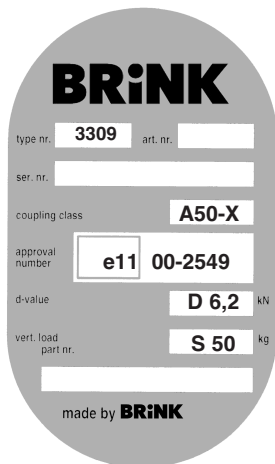 BRiNK
type nr. 3309 art. nr.
ser. nr.
coupling class A50-X
approval
number e11 00-2549
d-value D 6,2 kN
vert. load S 50 kg
part nr.
made by BRiNK